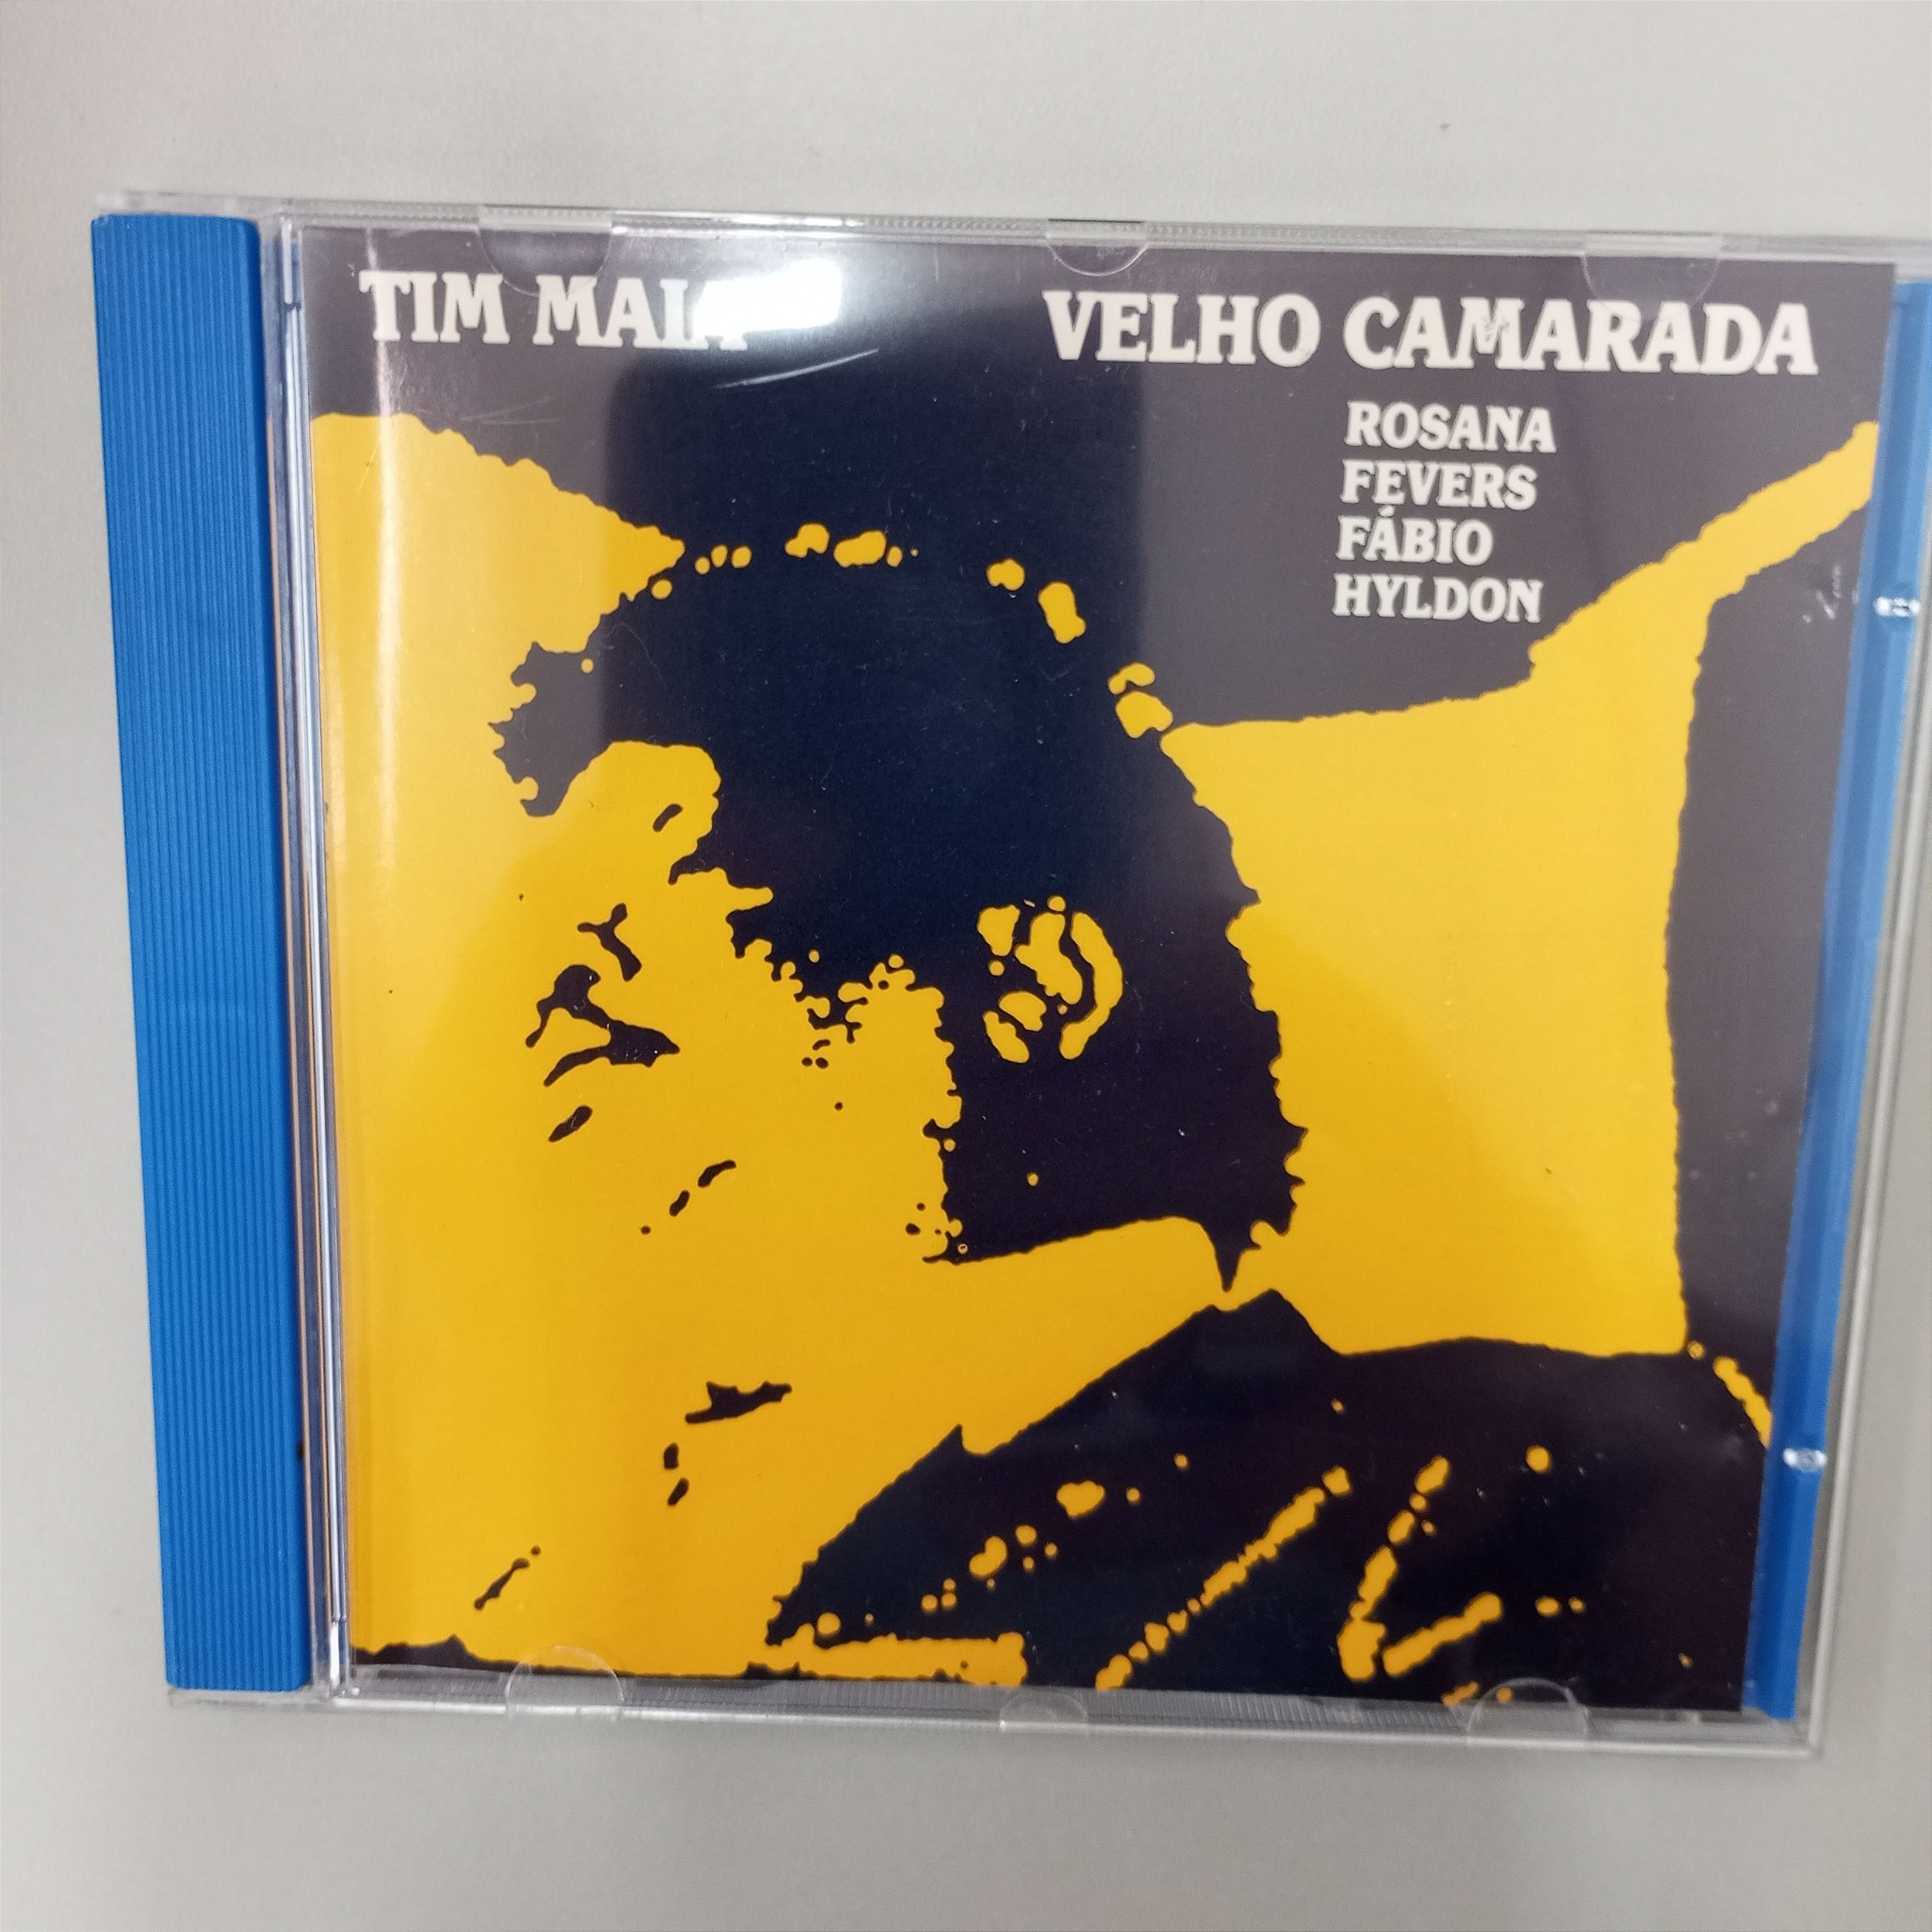 TIM MAIA
VELHO CAMARADA
ROSANA
FEVERS
FÁBIO
HYLDON